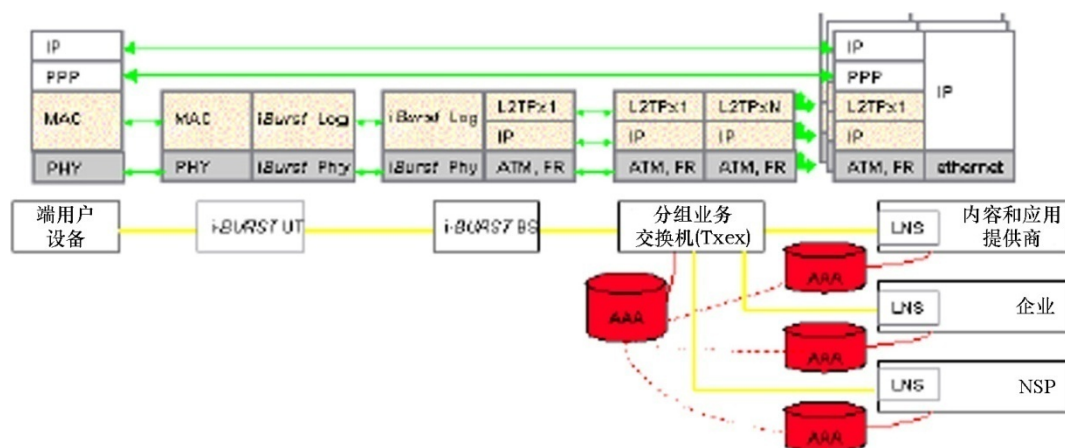 IP
IP
IP
PPP
PPP
MAC
MAC
iBurst Log
iBurst Log
L2TPx1
L2TPx1
L2TPxN
L2TPx1
IP
IP
IP
IP
PHY
PHY
iBurst Phy
iBurst Phy
ATM, FR
ATM, FR
ATM, FR
ATM, FR
ethernet
端用户
设备
i-BURST UT
i-BURST BS
分组业务
交换机(Txex)
LNS
内容和应用
提供商
AAA
AAA
LNS
企业
AAA
LNS
NSP
AAA